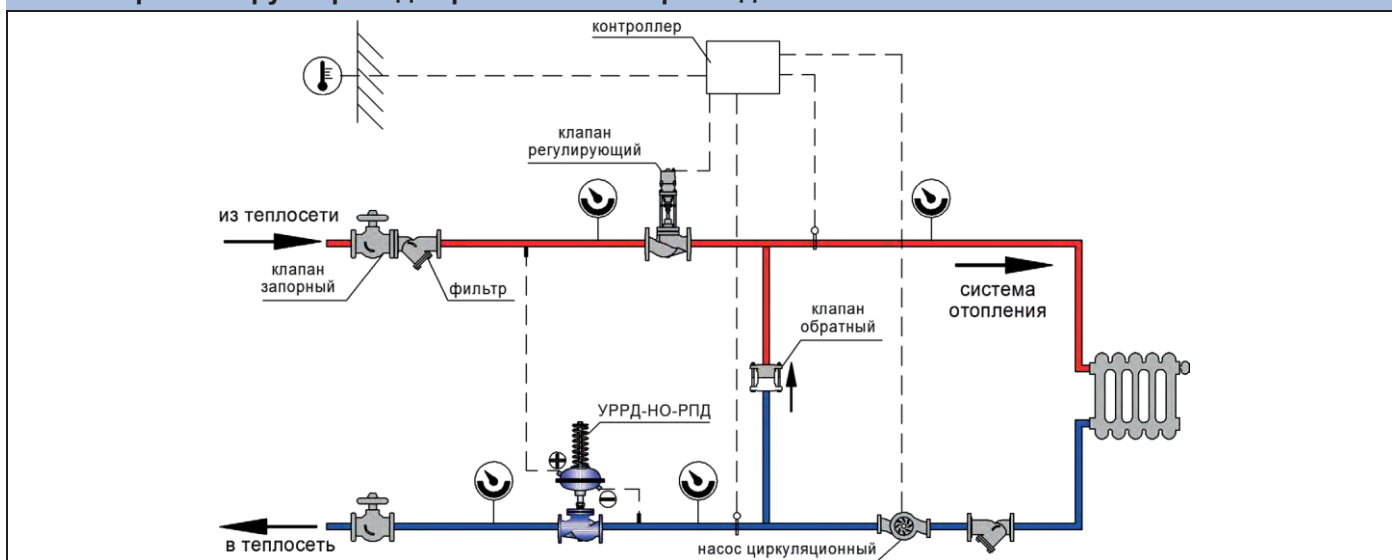 контроллер
клапан
регулирующий
из теплосети
клапан
запорный
фильтр
система
отопления
клапан
обратный
УРРД-НО-РПД
в теплосеть
насос циркуляционный